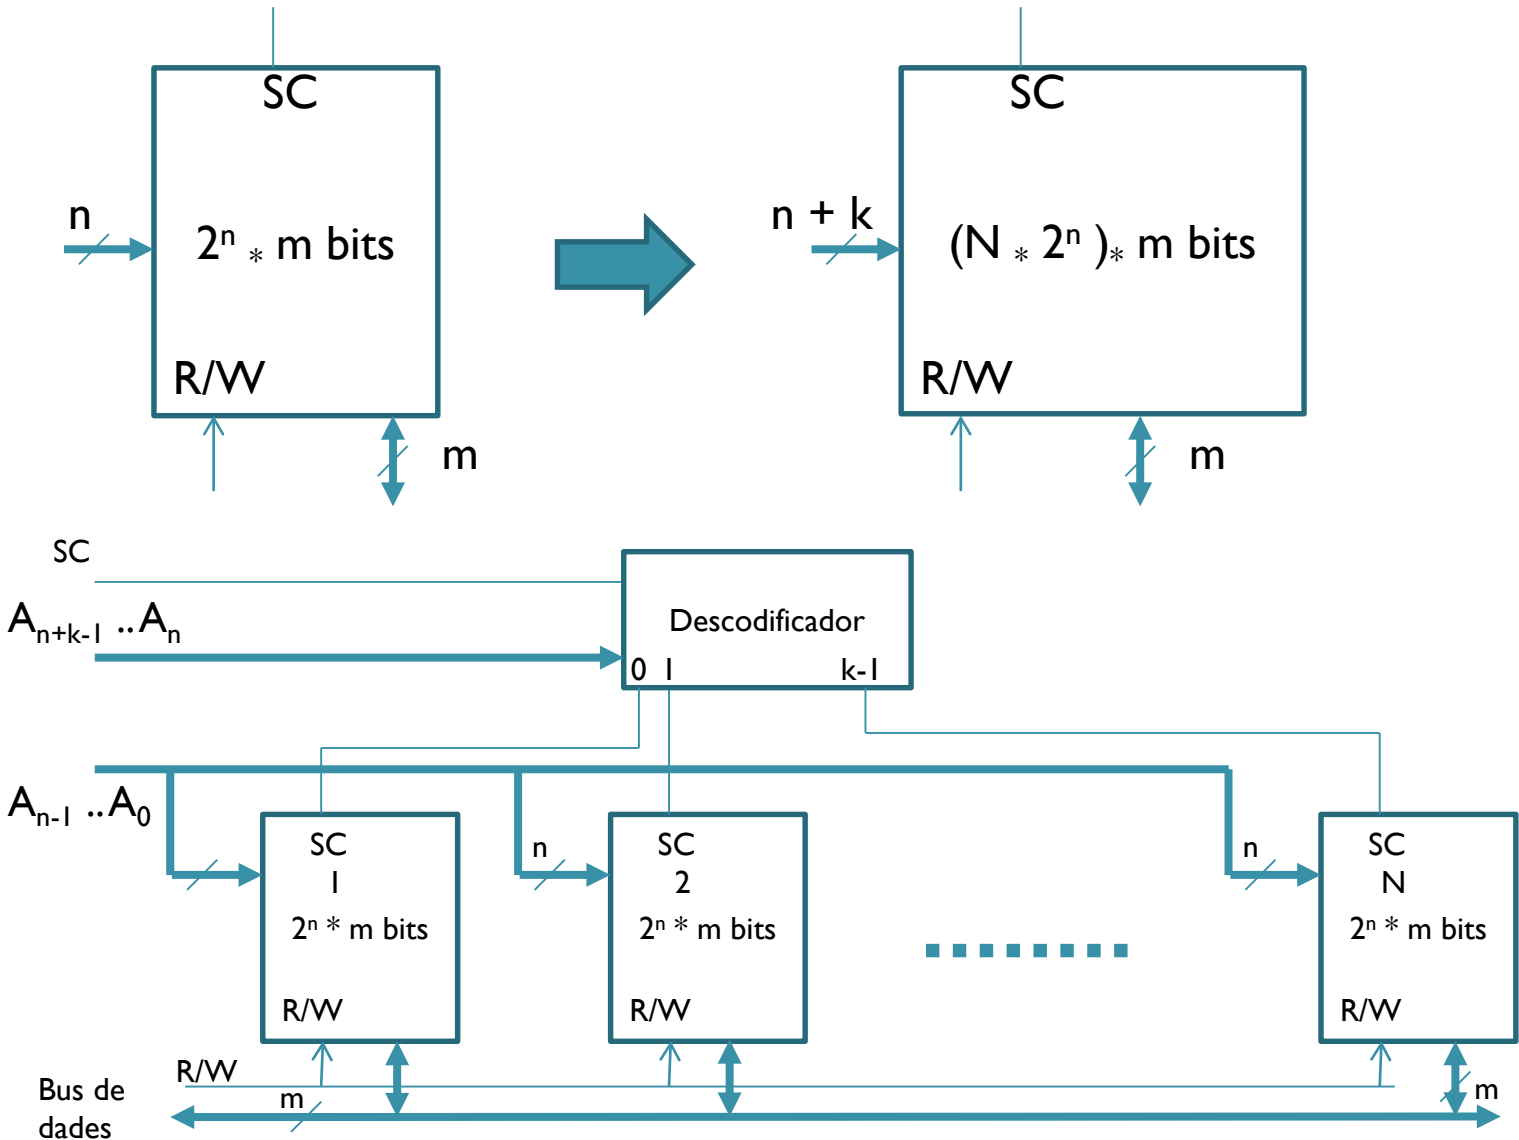 SC
n
2ⁿ * m bits
R/W
m
SC
n + k
(N * 2ⁿ )* m bits
R/W
m
SC
Aₙ₊ₖ₋₁ ..Aₙ
Descodificador
0 1 k-1
Aₙ₋₁ ..A₀
SC
1
2ⁿ * m bits
R/W
n
SC
2
2ⁿ * m bits
R/W
n
SC
N
2ⁿ * m bits
R/W
R/W
Bus de
dades
m
m